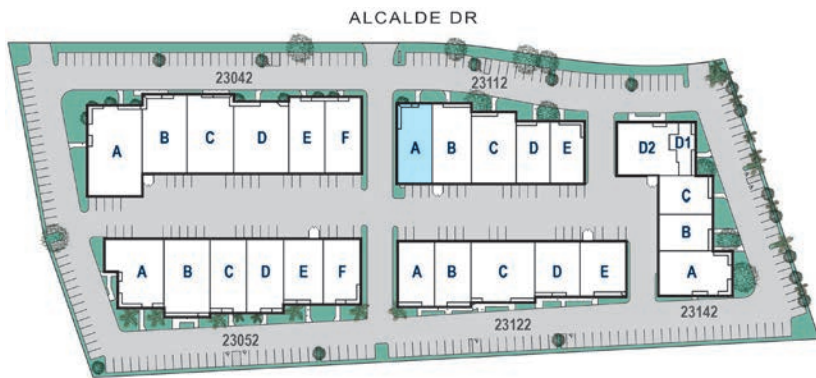 ALCALDE DR
23042
23112
A B C D E F
A B C D E
D2 D1
C
B
A
A B C D E F
A B C D E
23052
23122
23142